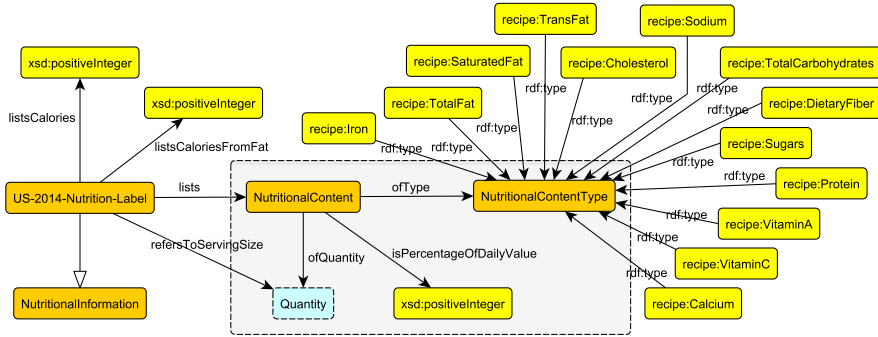 recipe:TransFat
recipe:Sodium
xsd:positiveInteger
recipe:SaturatedFat
recipe:Cholesterol
recipe:TotalCarbohydrates
rdf:type
rdf:type
rdf:type
xsd:positiveInteger
recipe:TotalFat
recipe:DietaryFiber
rdf:type
listsCalories
rdf:type
rdf:type
recipe:Iron
rdf:type
listsCaloriesFromFat
rdf:type
rdf:type
rdf:type
recipe:Sugars
US-2014-Nutrition-Label
lists
NutritionalContent
ofType
NutritionalContentType
rdf:type
recipe:Protein
rdf:type
recipe:VitaminA
refersToServingSize
ofQuantity
isPercentageOfDailyValue
rdf:type
recipe:VitaminC
rdf:type
NutritionalInformation
Quantity
xsd:positiveInteger
recipe:Calcium